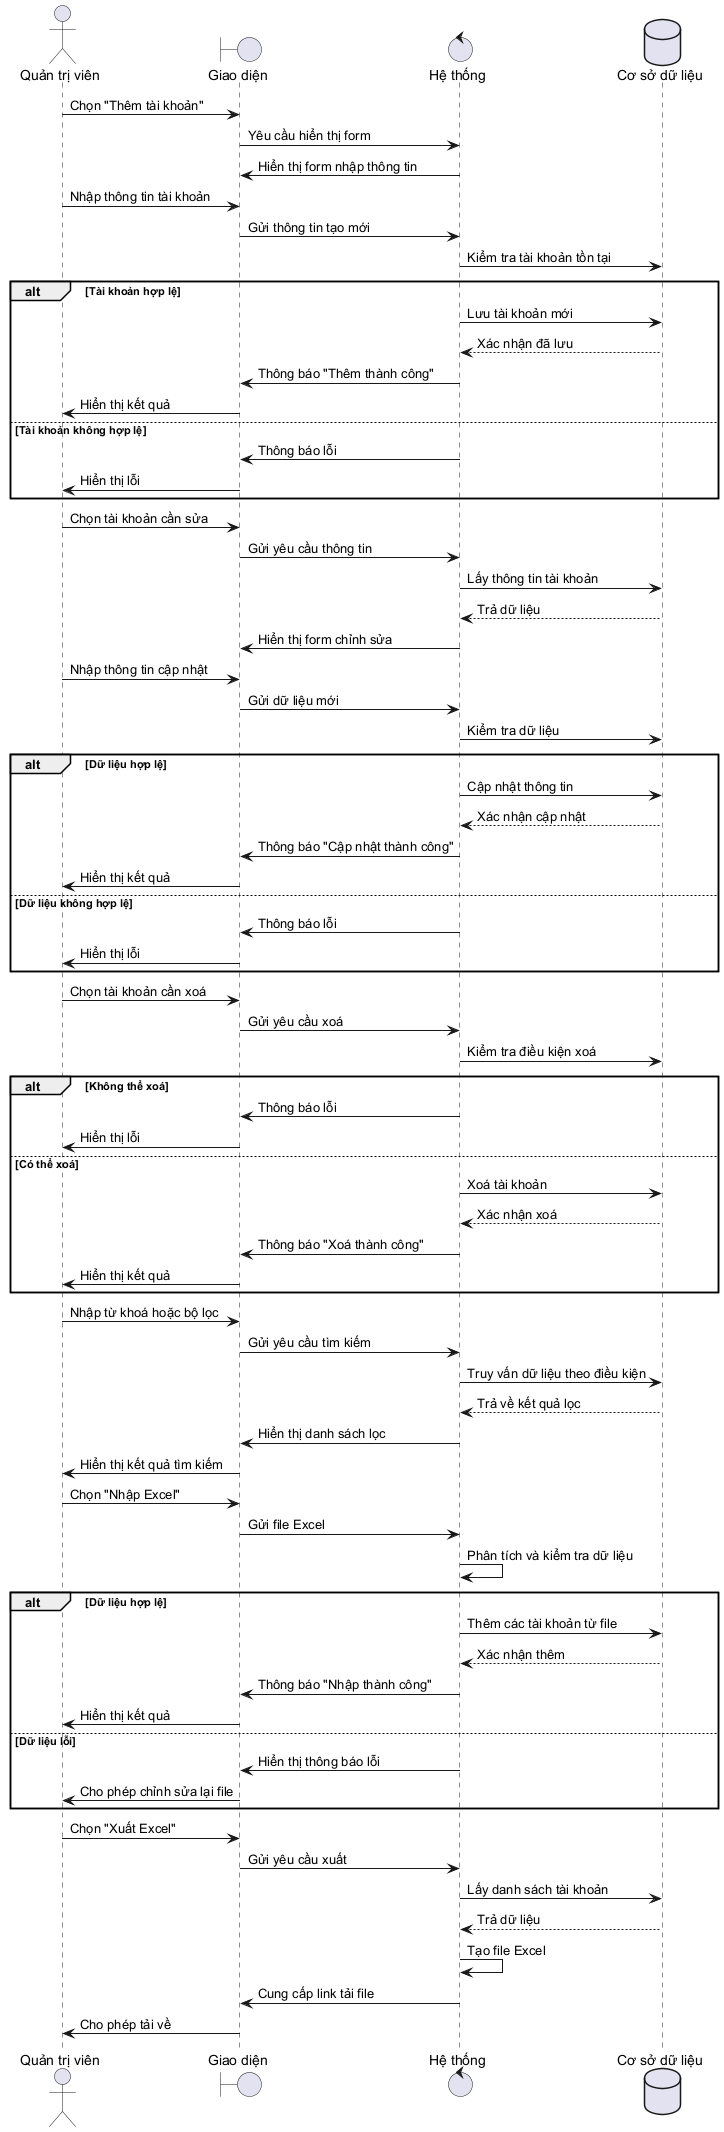 Quản trị viên
Giao diện
Hệ thống
Cơ sở dữ liệu
Chọn "Thêm tài khoản"
Yêu cầu hiển thị form
Hiển thị form nhập thông tin
Nhập thông tin tài khoản
Gửi thông tin tạo mới
Kiểm tra tài khoản tồn tại
alt [Tài khoản hợp lệ]
Lưu tài khoản mới
Xác nhận đã lưu
Thông báo "Thêm thành công"
Hiển thị kết quả
[Tài khoản không hợp lệ]
Thông báo lỗi
Hiển thị lỗi
Chọn tài khoản cần sửa
Gửi yêu cầu thông tin
Lấy thông tin tài khoản
Trả dữ liệu
Hiển thị form chỉnh sửa
Nhập thông tin cập nhật
Gửi dữ liệu mới
Kiểm tra dữ liệu
alt [Dữ liệu hợp lệ]
Cập nhật thông tin
Xác nhận cập nhật
Thông báo "Cập nhật thành công"
Hiển thị kết quả
[Dữ liệu không hợp lệ]
Thông báo lỗi
Hiển thị lỗi
Chọn tài khoản cần xoá
Gửi yêu cầu xoá
Kiểm tra điều kiện xoá
alt [Không thể xoá]
Thông báo lỗi
Hiển thị lỗi
[Có thể xoá]
Xoá tài khoản
Xác nhận xoá
Thông báo "Xoá thành công"
Hiển thị kết quả
Nhập từ khoá hoặc bộ lọc
Gửi yêu cầu tìm kiếm
Truy vấn dữ liệu theo điều kiện
Trả về kết quả lọc
Hiển thị danh sách lọc
Hiển thị kết quả tìm kiếm
Chọn "Nhập Excel"
Gửi file Excel
Phân tích và kiểm tra dữ liệu
alt [Dữ liệu hợp lệ]
Thêm các tài khoản từ file
Xác nhận thêm
Thông báo "Nhập thành công"
Hiển thị kết quả
[Dữ liệu lỗi]
Hiển thị thông báo lỗi
Cho phép chỉnh sửa lại file
Chọn "Xuất Excel"
Gửi yêu cầu xuất
Lấy danh sách tài khoản
Trả dữ liệu
Tạo file Excel
Cung cấp link tải file
Cho phép tải về
Quản trị viên
Giao diện
Hệ thống
Cơ sở dữ liệu